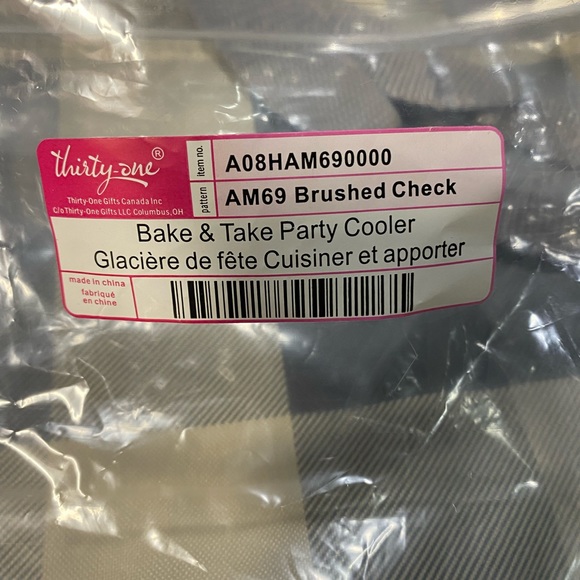 thirty-one®
Thirty-One Gifts Canada Inc
C/o Thirty-One Gifts LLC Columbus, OH
item no. A08HAM690000
pattern AM69 Brushed Check
Bake & Take Party Cooler
Glacière de fête Cuisiner et apporter
made in china
fabriqué
en chine